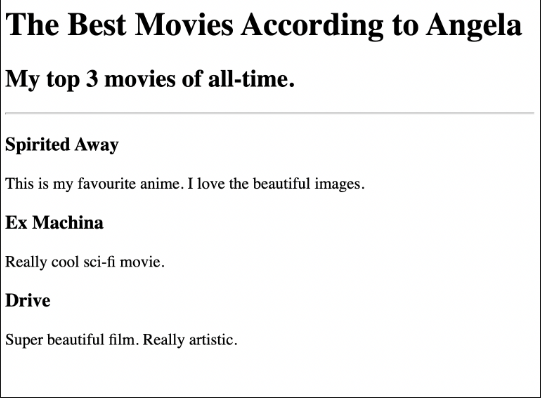 The Best Movies According to Angela
My top 3 movies of all-time.
Spirited Away
This is my favourite anime. I love the beautiful images.
Ex Machina
Really cool sci-fi movie.
Drive
Super beautiful film. Really artistic.